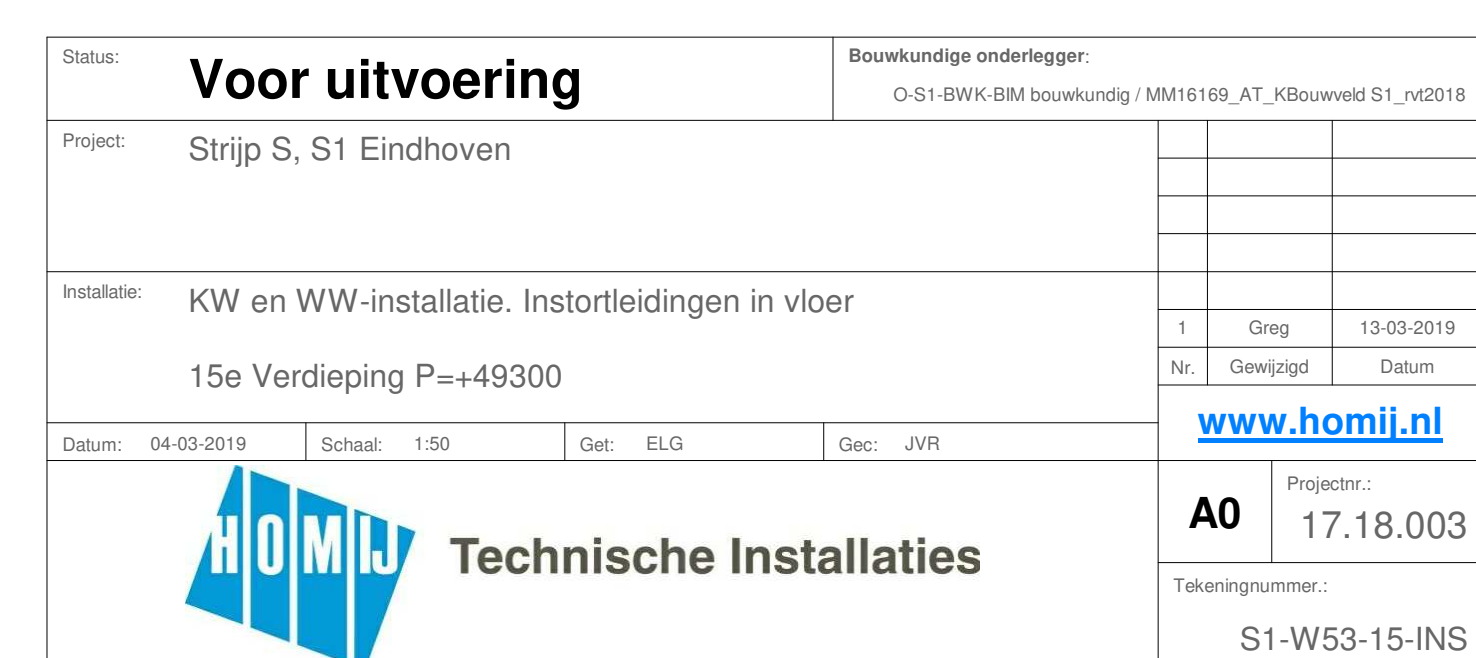 Status:
Voor uitvoering
Bouwkundige onderlegger:
O-S1-BWK-BIM bouwkundig / MM16169_AT_KBouwveld S1_rvt2018
Project:
Strijp S, S1 Eindhoven
Installatie:
KW en WW-installatie. Instortleidingen in vloer
15e Verdieping P=+49300
1 Greg 13-03-2019
Nr. Gewijzigd Datum
www.homij.nl
Datum: 04-03-2019 Schaal: 1:50 Get: ELG Gec: JVR
HOMIJ
Technische Installaties
A0
Projectnr.:
17.18.003
Tekeningnummer.:
S1-W53-15-INS